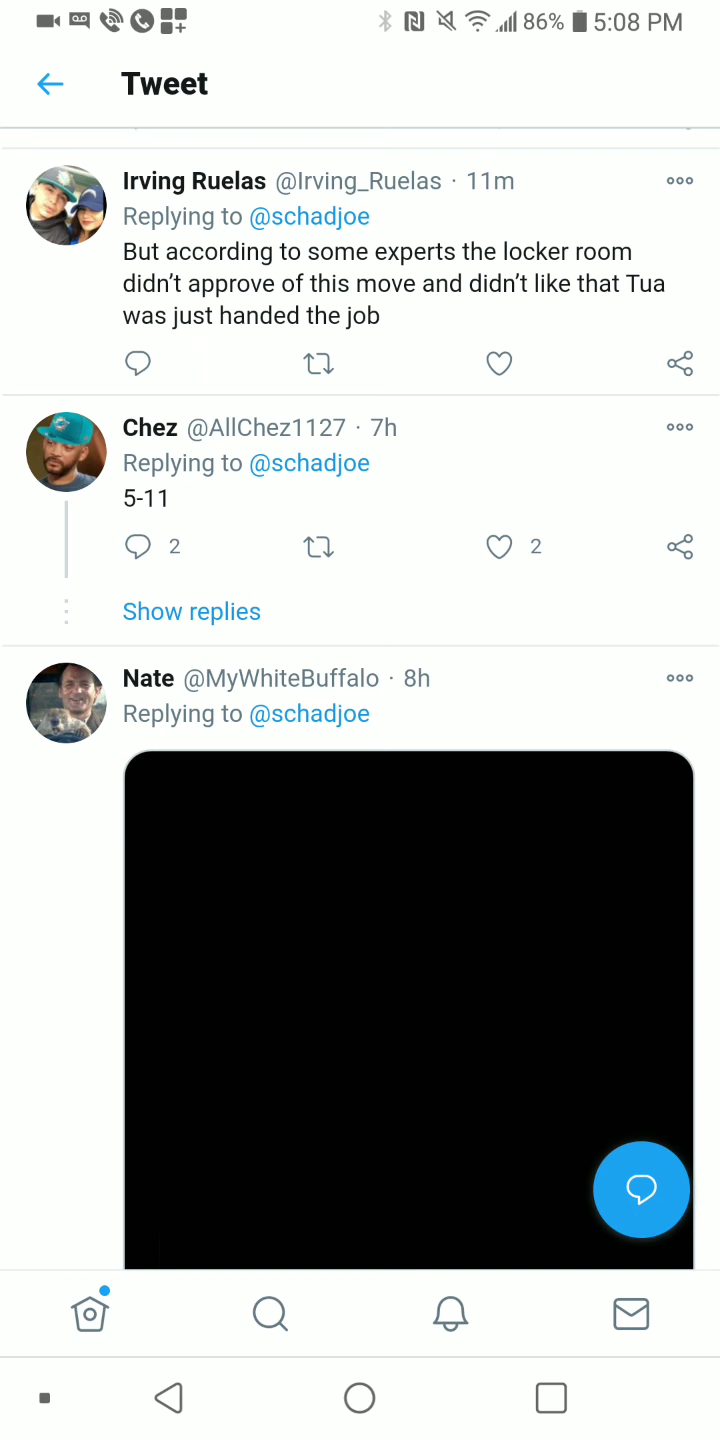 86% 5:08 PM
Tweet
Irving Ruelas @Irving_Ruelas · 11m
Replying to @schadjoe
But according to some experts the locker room
didn’t approve of this move and didn’t like that Tua
was just handed the job
Chez @AllChez1127 · 7h
Replying to @schadjoe
5-11
2 2
Show replies
Nate @MyWhiteBuffalo · 8h
Replying to @schadjoe